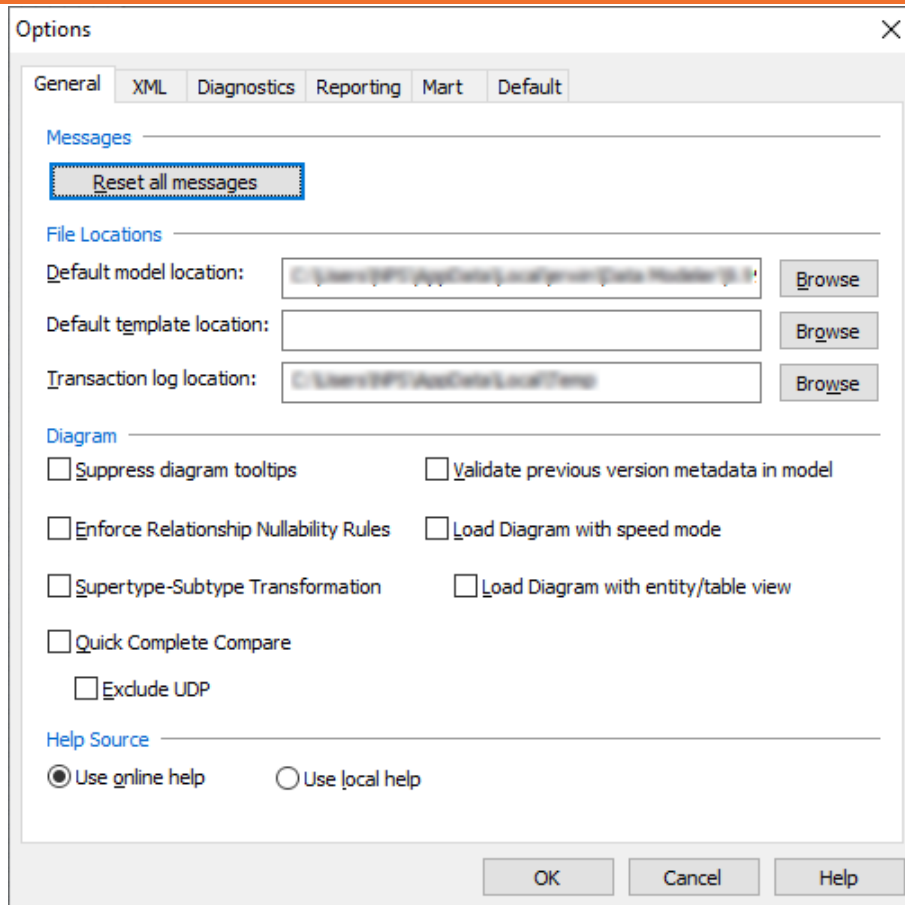 Options
General XML Diagnostics Reporting Mart Default
Messages
Reset all messages
File Locations
Default model location: Browse
Default template location: Browse
Transaction log location: Browse
Diagram
Suppress diagram tooltips Validate previous version metadata in model
Enforce Relationship Nullability Rules Load Diagram with speed mode
Supertype-Subtype Transformation Load Diagram with entity/table view
Quick Complete Compare
Exclude UDP
Help Source
Use online help Use local help
OK Cancel Help